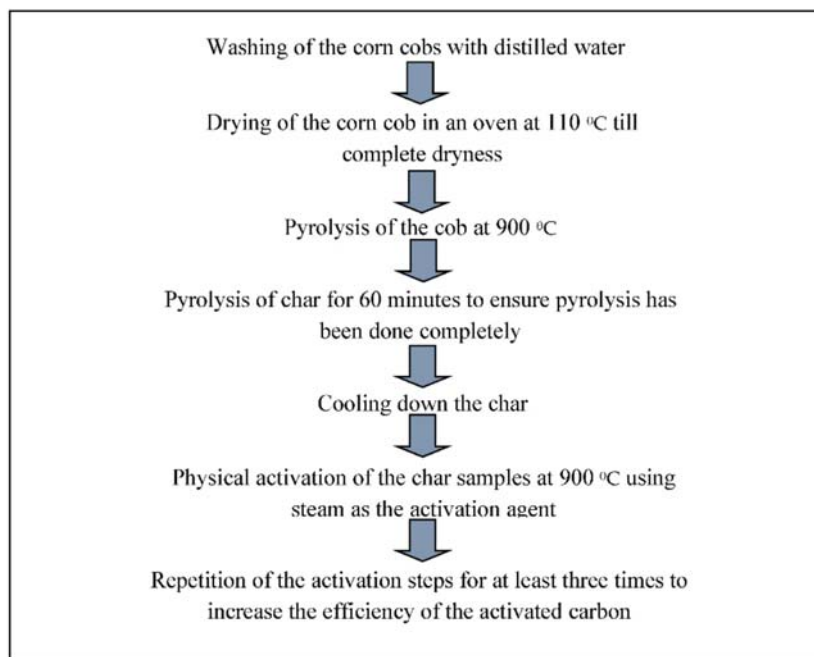 Washing of the corn cobs with distilled water
Drying of the corn cob in an oven at 110 ⁰C till
complete dryness
Pyrolysis of the cob at 900 ⁰C
Pyrolysis of char for 60 minutes to ensure pyrolysis has
been done completely
Cooling down the char
Physical activation of the char samples at 900 ⁰C using
steam as the activation agent
Repetition of the activation steps for at least three times to
increase the efficiency of the activated carbon